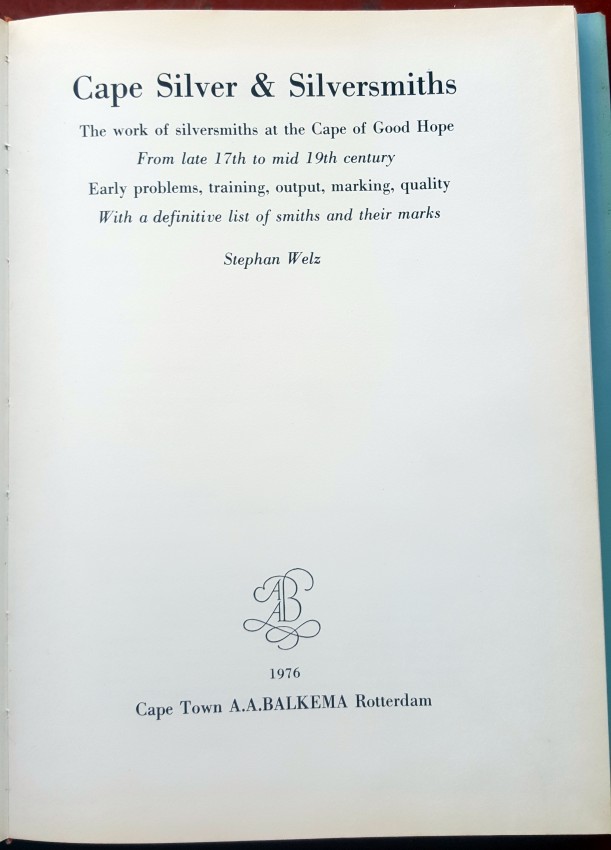 Cape Silver & Silversmiths
The work of silversmiths at the Cape of Good Hope
From late 17th to mid 19th century
Early problems, training, output, marking, quality
With a definitive list of smiths and their marks
Stephan Welz
AAB
1976
Cape Town A.A.BALKEMA Rotterdam